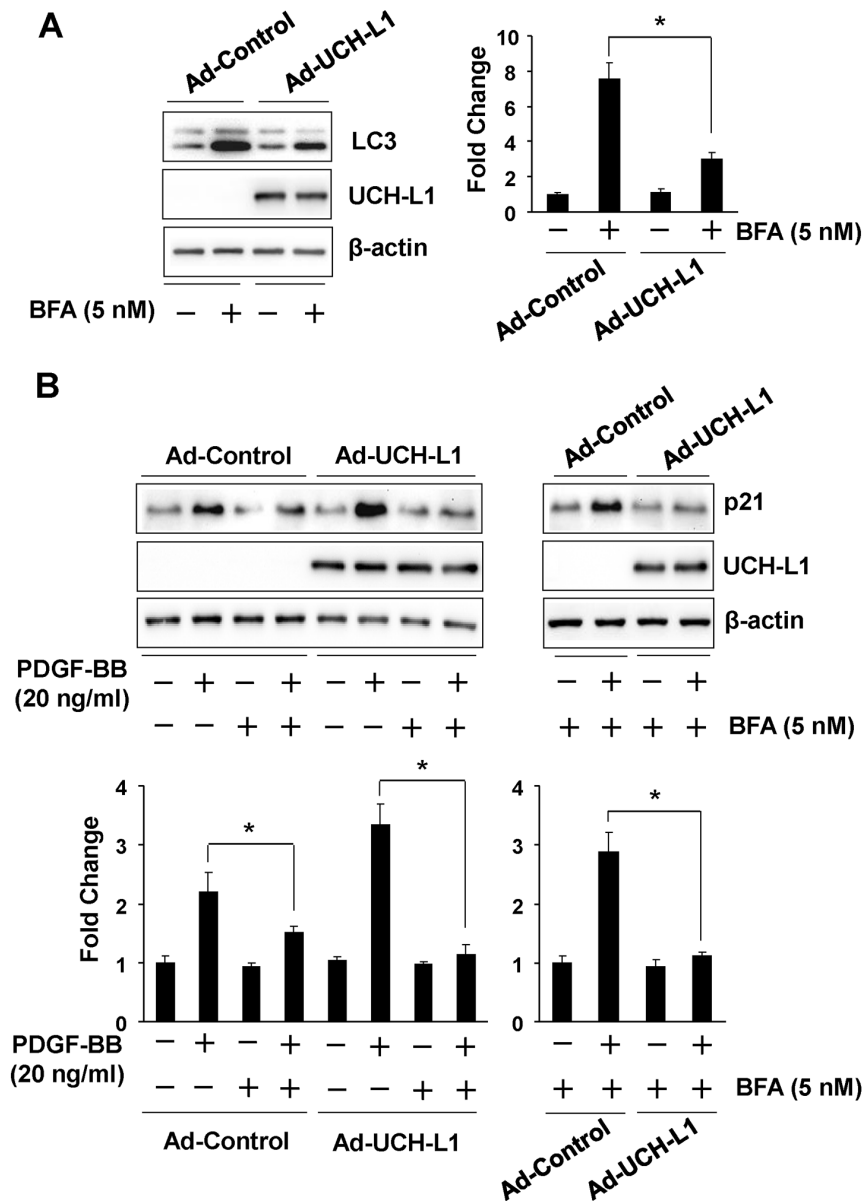 A
Ad-Control
Ad-UCH-L1
LC3
UCH-L1
β-actin
BFA (5 nM) − + − +
Fold Change
10
8
6
4
2
0
*
− + − + BFA (5 nM)
Ad-Control
Ad-UCH-L1
B
Ad-Control Ad-UCH-L1
Ad-Control
Ad-UCH-L1
p21
UCH-L1
β-actin
PDGF-BB
(20 ng/ml)
− + − + − + − + − + − +
− − + + − − + + + + + + BFA (5 nM)
Fold Change
4
3
2
1
0
* *
4
3
2
1
0
*
PDGF-BB
(20 ng/ml)
− + − + − + − + − + − +
− − + + − − + + + + + + BFA (5 nM)
Ad-Control Ad-UCH-L1
Ad-Control
Ad-UCH-L1